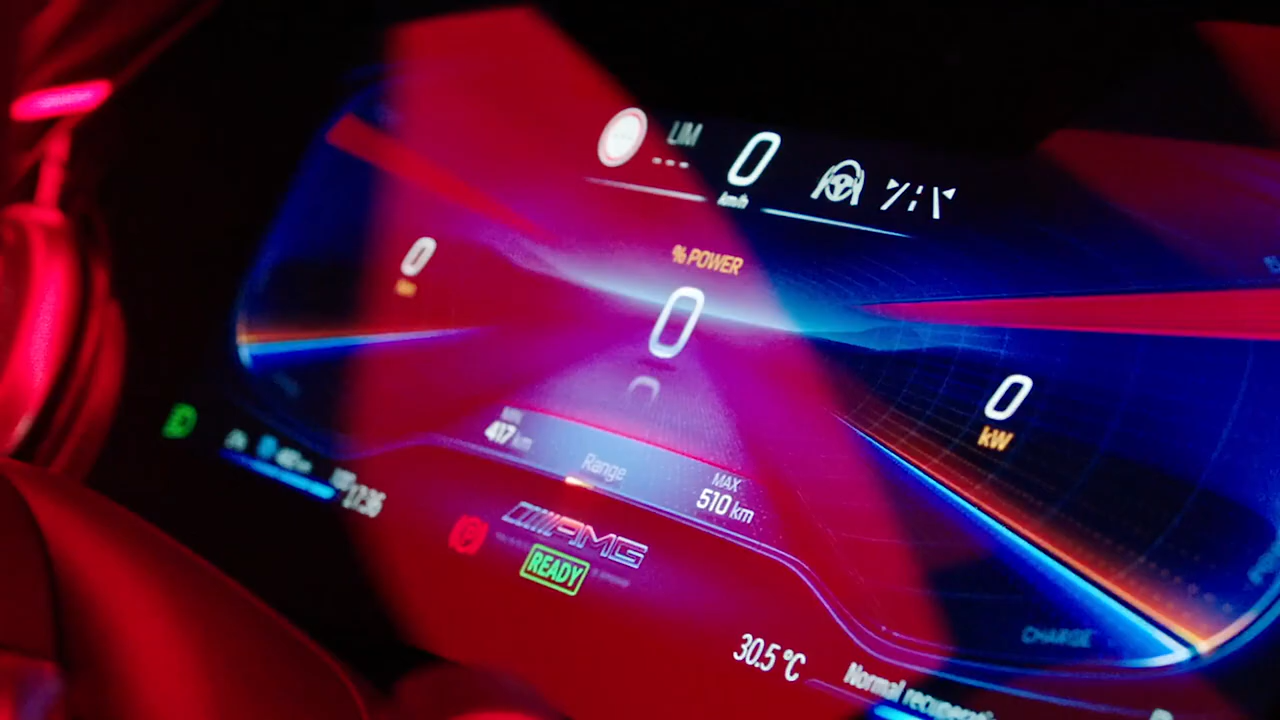 LIM
---
0
km/h
% POWER
0
0
0
kW
MIN
417 km
Range
MAX
510 km
AMG
READY
CHARGE
30.5 °C
Normal